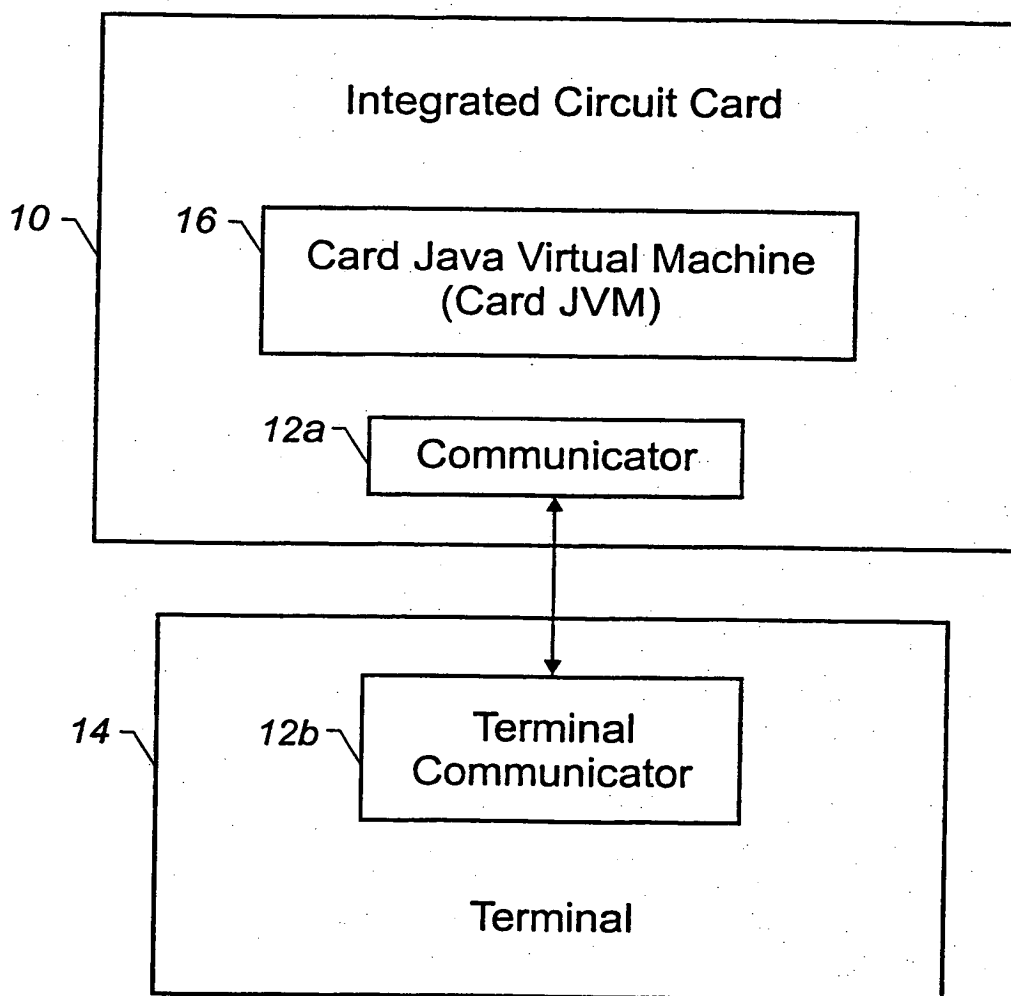 Integrated Circuit Card
10
16
Card Java Virtual Machine
(Card JVM)
12a
Communicator
14
12b
Terminal
Communicator
Terminal